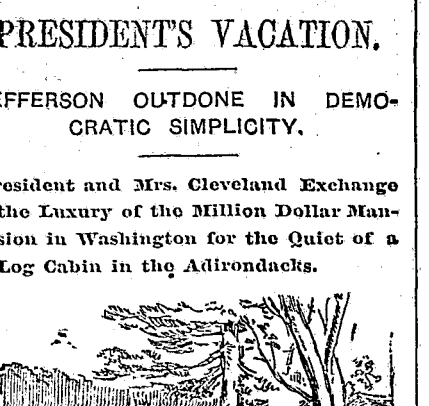 PRESIDENT'S VACATION.
EFFERSON OUTDONE IN DEMO-
CRATIC SIMPLICITY.
resident and Mrs. Cleveland Exchange
the Luxury of the Million Dollar Man-
sion in Washington for the Quiet of a
Log Cabin in the Adirondacks.